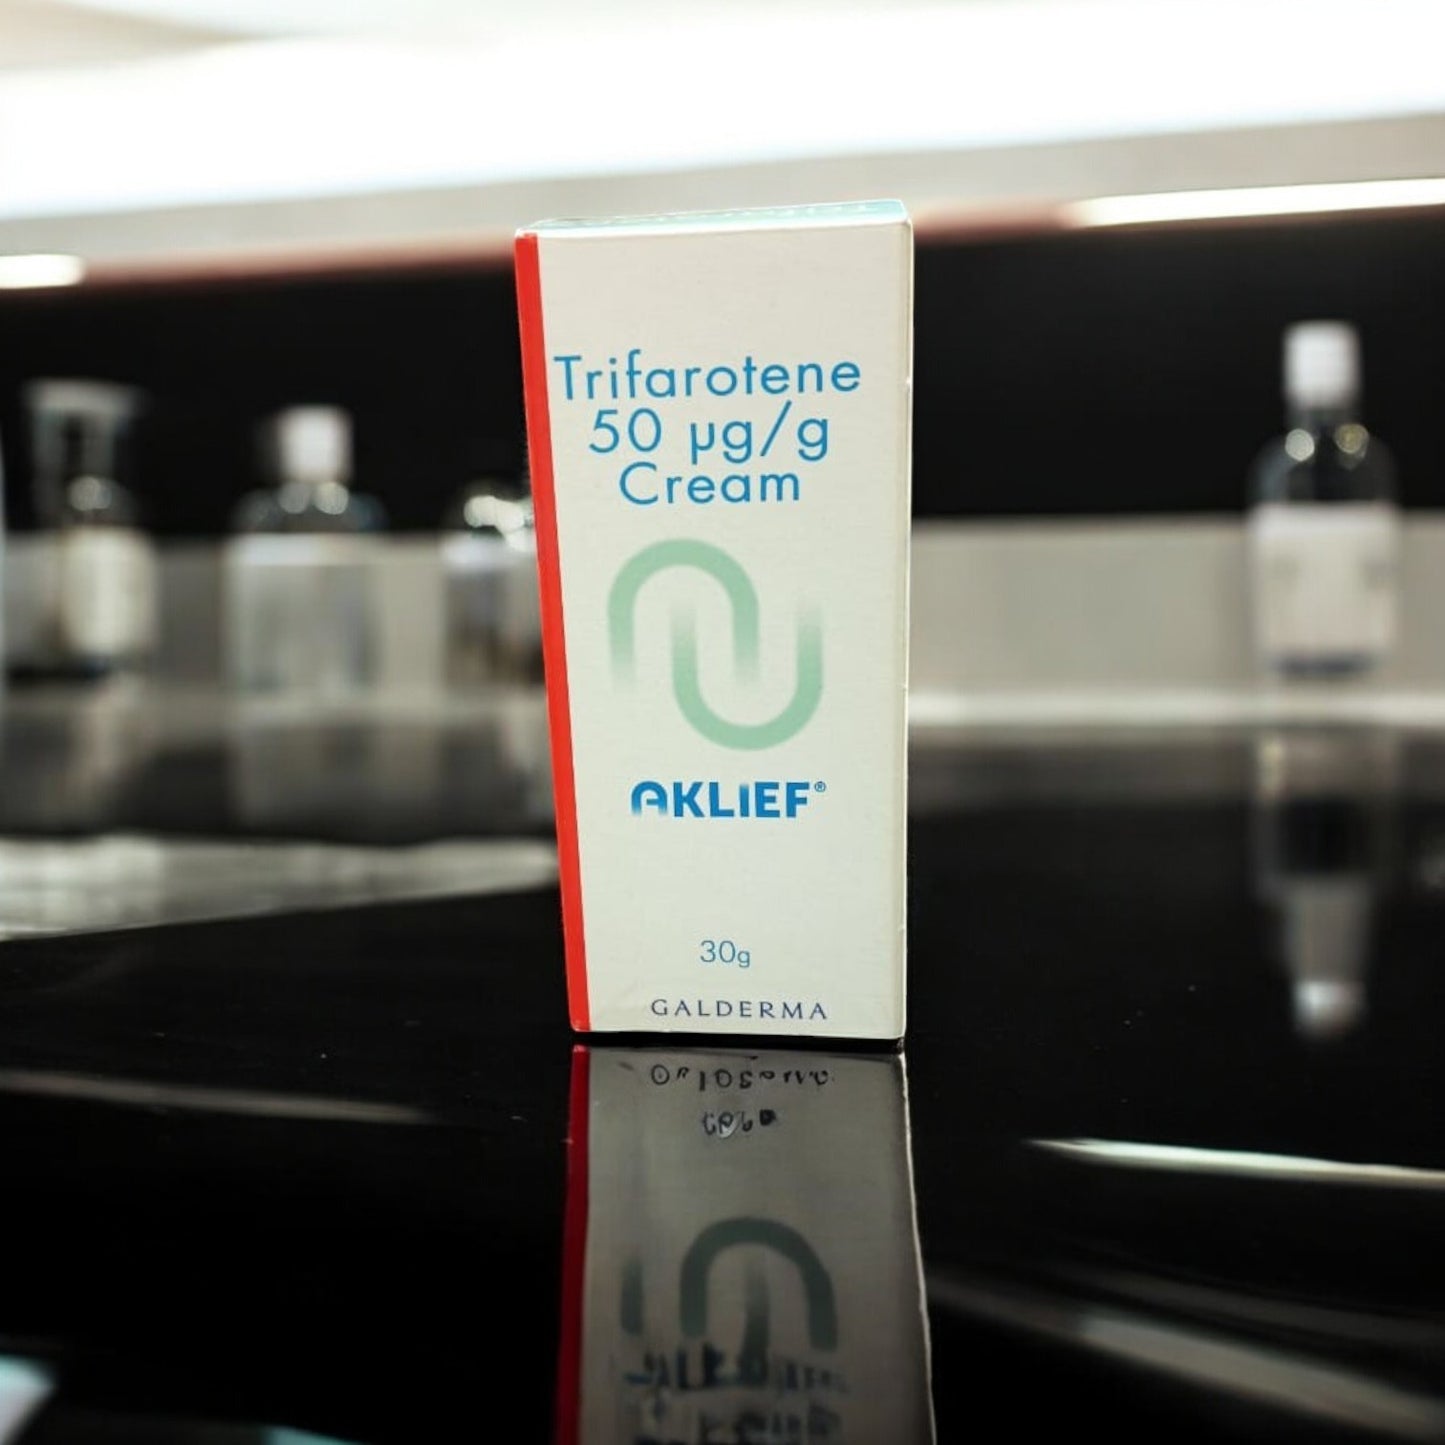 Trifarotene
50 µg/g
Cream
AKLIEF®
30g
GALDERMA